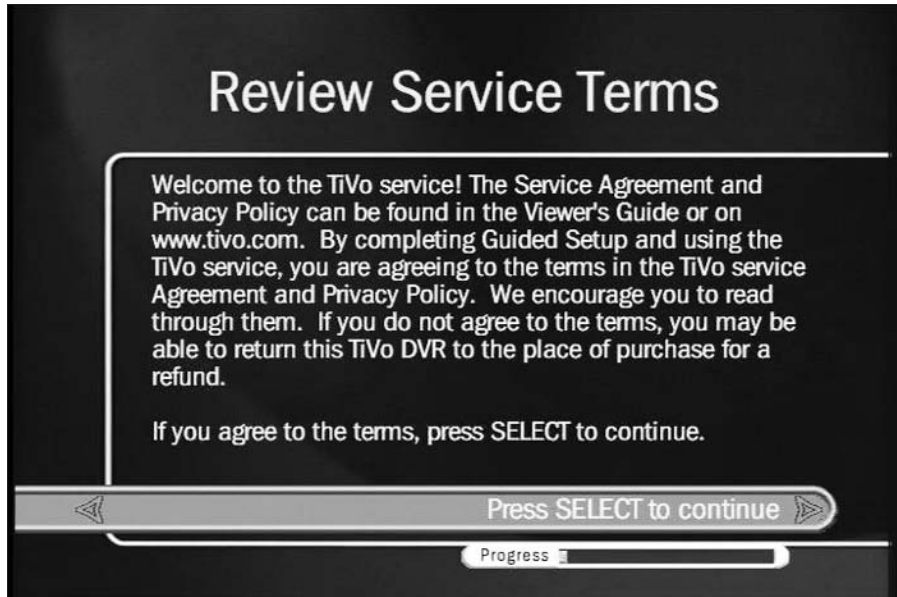 Review Service Terms
Welcome to the TiVo service! The Service Agreement and
Privacy Policy can be found in the Viewer's Guide or on
www.tivo.com.  By completing Guided Setup and using the
TiVo service, you are agreeing to the terms in the TiVo service
Agreement and Privacy Policy.  We encourage you to read
through them.  If you do not agree to the terms, you may be
able to return this TiVo DVR to the place of purchase for a
refund.
If you agree to the terms, press SELECT to continue.
Press SELECT to continue
Progress